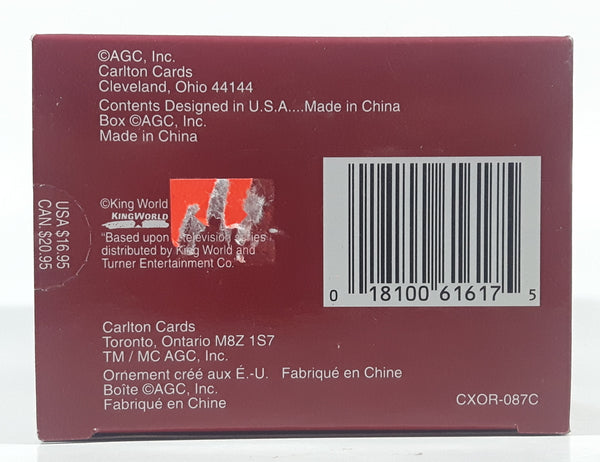 ©AGC, Inc.
Carlton Cards
Cleveland, Ohio 44144
Contents Designed in U.S.A....Made in China
Box ©AGC, Inc.
Made in China
USA $16.95
CAN. $20.95
©King World
KINGWORLD
"Based upon television series
distributed by King World and
Turner Entertainment Co.
0 18100 61617 5
Carlton Cards
Toronto, Ontario M8Z 1S7
TM / MC AGC, Inc.
Ornement créé aux É.-U. Fabriqué en Chine
Boîte ©AGC, Inc.
Fabriqué en Chine
CXOR-087C